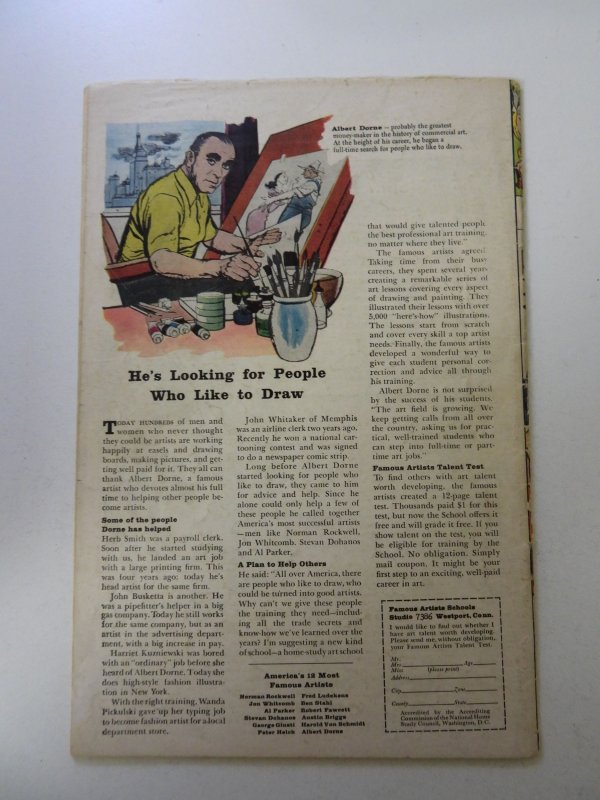 Albert Dorne – probably the greatest
money-maker in the history of commercial art.
At the height of his career, he began a
full-time search for people who like to draw.
He's Looking for People
Who Like to Draw
TODAY HUNDREDS of men and
women who never thought
they could be artists are working
happily at easels and drawing
boards, making pictures, and get-
ting well paid for it. They all can
thank Albert Dorne, a famous
artist who devotes almost his full
time to helping other people be-
come artists.
Some of the people
Dorne has helped
Herb Smith was a payroll clerk.
Soon after he started studying
with us, he landed an art job
with a large printing firm. This
was four years ago: today he's
head artist for the same firm.
John Busketta is another. He
was a pipefitter's helper in a big
gas company. Today he still works
for the same company, but as an
artist in the advertising depart-
ment, with a big increase in pay.
Harriet Kuzniewski was bored
with an "ordinary" job before she
heard of Albert Dorne. Today she
does high-style fashion illustra-
tion in New York.
With the right training, Wanda
Pickulski gave up her typing job
to become fashion artist for a local
department store.
John Whitaker of Memphis
was an airline clerk two years ago.
Recently he won a national car-
tooning contest and was signed
to do a newspaper comic strip.
Long before Albert Dorne
started looking for people who
like to draw, they came to him
for advice and help. Since he
alone could help only a few of
these people he called together
America's most successful artists
—men like Norman Rockwell,
Jon Whitcomb, Stevan Dohanos
and Al Parker.
A Plan to Help Others
He said: "All over America, there
are people who like to draw, who
could be turned into good artists.
Why can't we give these people
the training they need—includ-
ing all the trade secrets and
know-how we've learned over the
years? I'm suggesting a new kind
of school—a home-study art school
America's 12 Most
Famous Artists
Norman Rockwell
Jon Whitcomb
Al Parker
Stevan Dohanos
George Giusti
Peter Helck
Fred Ludekens
Ben Stahl
Robert Fawcett
Austin Briggs
Harold Von Schmidt
Albert Dorne
that would give talented people
the best professional art training,
no matter where they live."
The famous artists agreed.
Taking time from their busy
careers, they spent several years
creating a remarkable series of
art lessons covering every aspect
of drawing and painting. They
illustrated their lessons with over
5,000 "here's-how" illustrations.
The lessons start from scratch
and cover every skill a top artist
needs. Finally, the famous artists
developed a wonderful way to
give each student personal cor-
rection and advice all through
his training.
Albert Dorne is not surprised
by the success of his students.
"The art field is growing. We
keep getting calls from all over
the country, asking us for prac-
tical, well-trained students who
can step into full-time or part-
time art jobs."
Famous Artists Talent Test
To find others with art talent
worth developing, the famous
artists created a 12-page talent
test. Thousands paid $1 for this
test, but now the School offers it
free and will grade it free. If you
show talent on the test, you will
be eligible for training by the
School. No obligation. Simply
mail coupon. It might be your
first step to an exciting, well-paid
career in art.
Famous Artists Schools
Studio 7306 Westport, Conn.
I would like to find out whether I
have art talent worth developing.
Please send me, without obligation,
your Famous Artists Talent Test.
Mr.
Mrs. Age
Miss (please print)
Address
City Zone
County State
Accredited by the Accrediting
Commission of the National Home
Study Council, Washington, D.C.